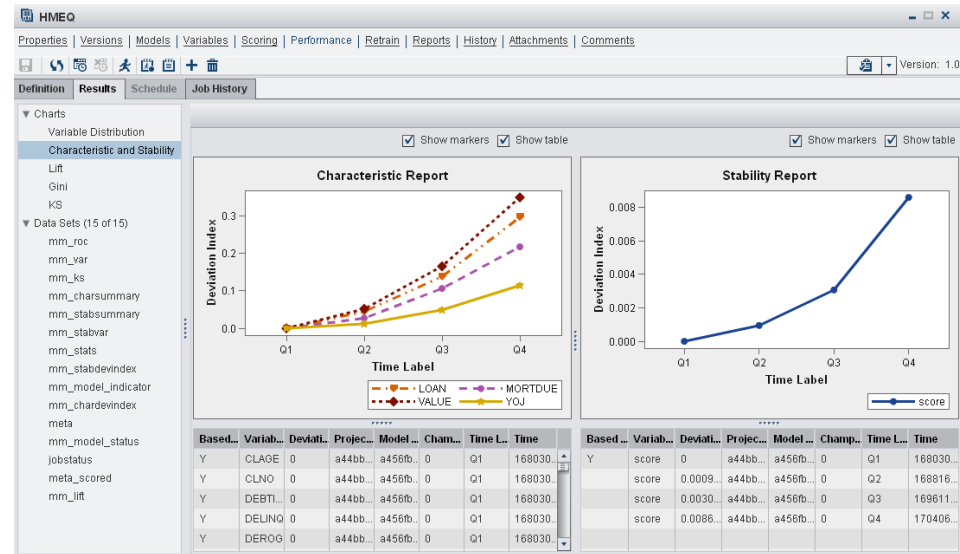 HMEQ
Properties | Versions | Models | Variables | Scoring | Performance | Retrain | Reports | History | Attachments | Comments
Version: 1.0
Definition Results Schedule Job History
Charts
Variable Distribution
Characteristic and Stability
Lift
Gini
KS
Data Sets (15 of 15)
mm_roc
mm_var
mm_ks
mm_charsummary
mm_stabsummary
mm_stabvar
mm_stats
mm_stabdevindex
mm_model_indicator
mm_chardevindex
meta
mm_model_status
jobstatus
meta_scored
mm_lift
Show markers Show table
Characteristic Report
Deviation Index
0.3
0.2
0.1
0.0
Q1 Q2 Q3 Q4
Time Label
LOAN MORTDUE
VALUE YOJ
Based... Variab... Deviati... Projec... Model ... Cham... Time L... Time
Y CLAGE 0 a44bb... a456fb... 0 Q1 168030...
Y CLNO 0 a44bb... a456fb... 0 Q1 168030...
Y DEBTI... 0 a44bb... a456fb... 0 Q1 168030...
Y DELINQ 0 a44bb... a456fb... 0 Q1 168030...
Y DEROG 0 a44bb... a456fb... 0 Q1 168030...
Show markers Show table
Stability Report
Deviation Index
0.008
0.006
0.004
0.002
0.000
Q1 Q2 Q3 Q4
Time Label
score
Based ... Variab... Deviati... Projec... Model ... Champ... Time L... Time
Y score 0 a44bb... a456fb... 0 Q1 168030...
score 0.0009... a44bb... a456fb... 0 Q2 168816...
score 0.0030... a44bb... a456fb... 0 Q3 169611...
score 0.0086... a44bb... a456fb... 0 Q4 170406...